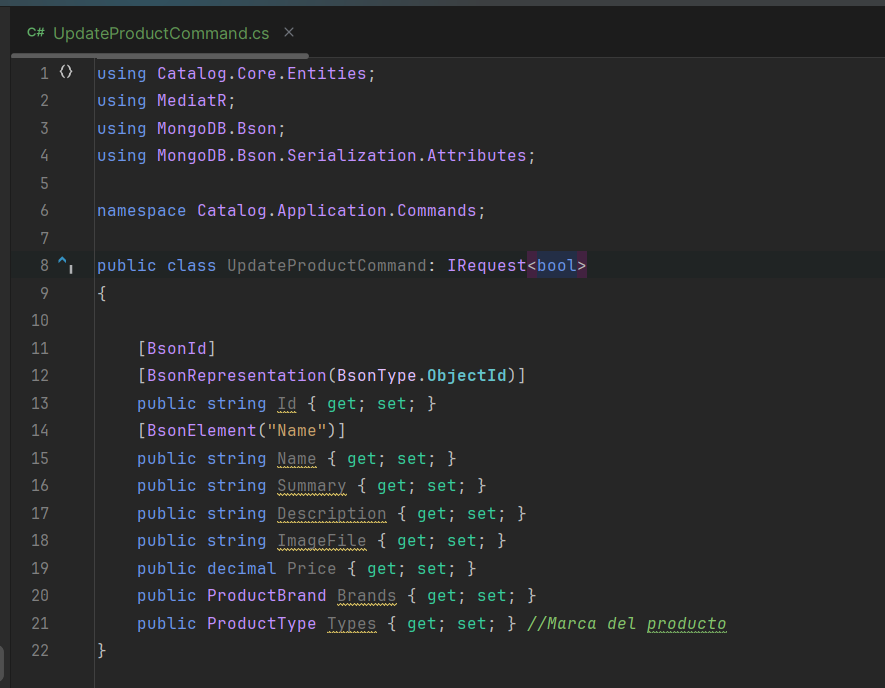 C# UpdateProductCommand.cs ×
1 using Catalog.Core.Entities;
2 using MediatR;
3 using MongoDB.Bson;
4 using MongoDB.Bson.Serialization.Attributes;
5
6 namespace Catalog.Application.Commands;
7
8 public class UpdateProductCommand: IRequest<bool>
9 {
10
11     [BsonId]
12     [BsonRepresentation(BsonType.ObjectId)]
13     public string Id { get; set; }
14     [BsonElement("Name")]
15     public string Name { get; set; }
16     public string Summary { get; set; }
17     public string Description { get; set; }
18     public string ImageFile { get; set; }
19     public decimal Price { get; set; }
20     public ProductBrand Brands { get; set; }
21     public ProductType Types { get; set; } //Marca del producto
22 }